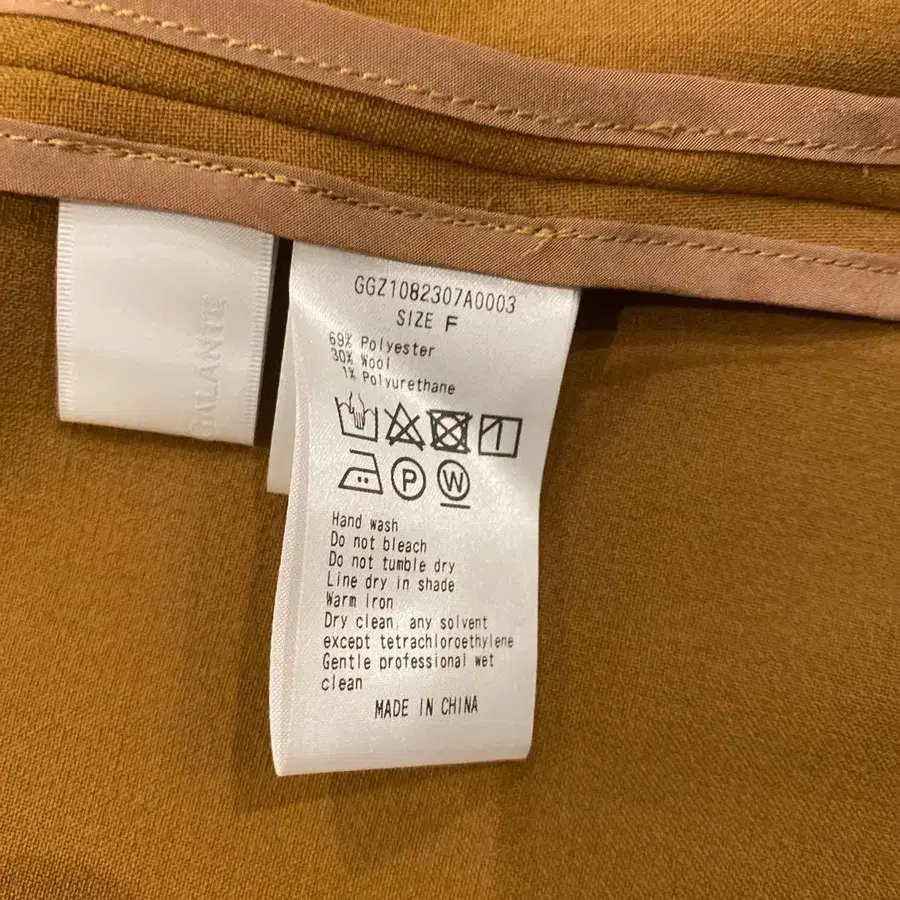 GGZ1082307A0003
SIZE F
69% Polyester
30% Wool
1% Polyurethane
P
W
Hand wash
Do not bleach
Do not tumble dry
Line dry in shade
Warm iron
Dry clean, any solvent
except tetrachloroethylene
Gentle professional wet
clean
MADE IN CHINA